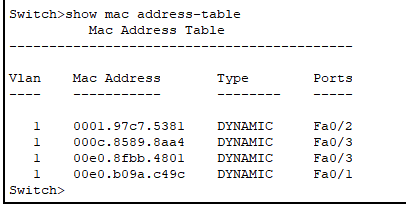 Switch>show mac address-table
Mac Address Table
-------------------------------------------
Vlan Mac Address Type Ports
---- ----------- -------- -----
1 0001.97c7.5381 DYNAMIC Fa0/2
1 000c.8589.8aa4 DYNAMIC Fa0/3
1 00e0.8fbb.4801 DYNAMIC Fa0/3
1 00e0.b09a.c49c DYNAMIC Fa0/1
Switch>